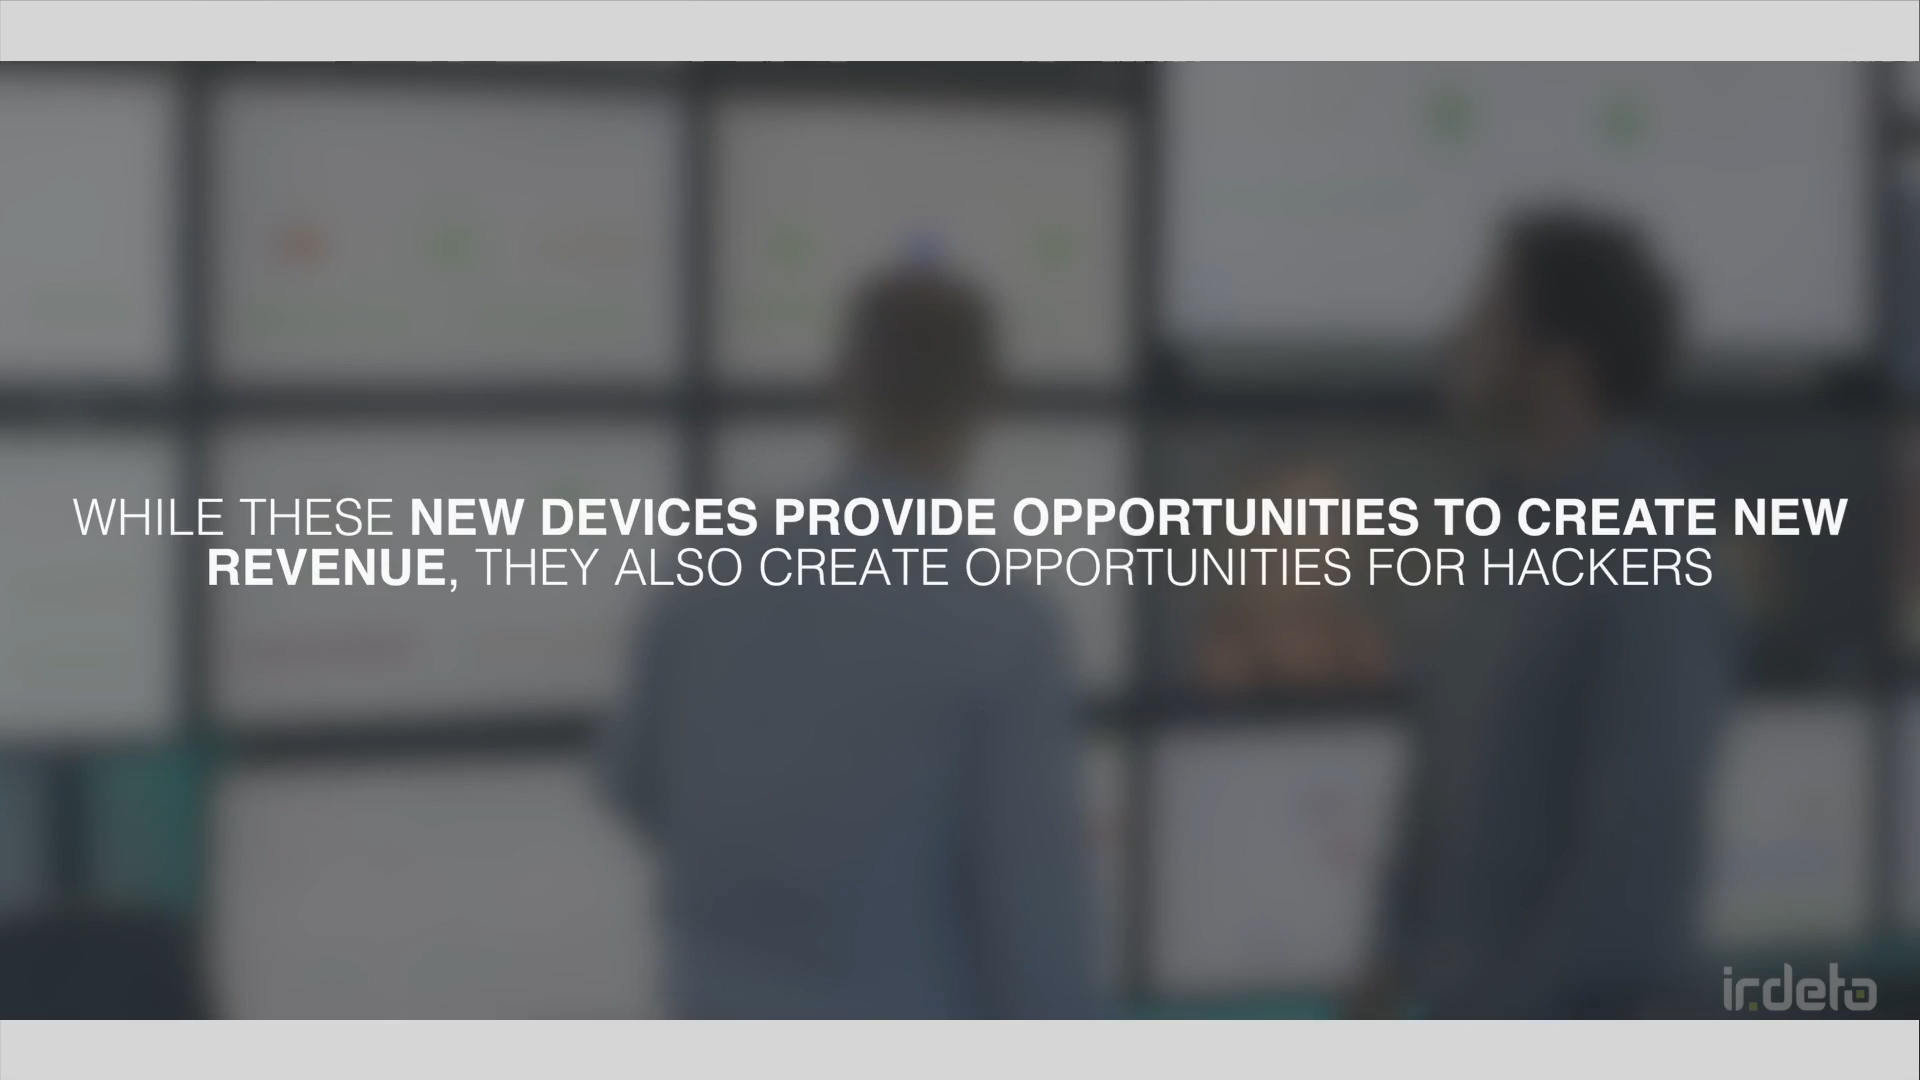 WHILE THESE NEW DEVICES PROVIDE OPPORTUNITIES TO CREATE NEW
REVENUE, THEY ALSO CREATE OPPORTUNITIES FOR HACKERS
irdeto